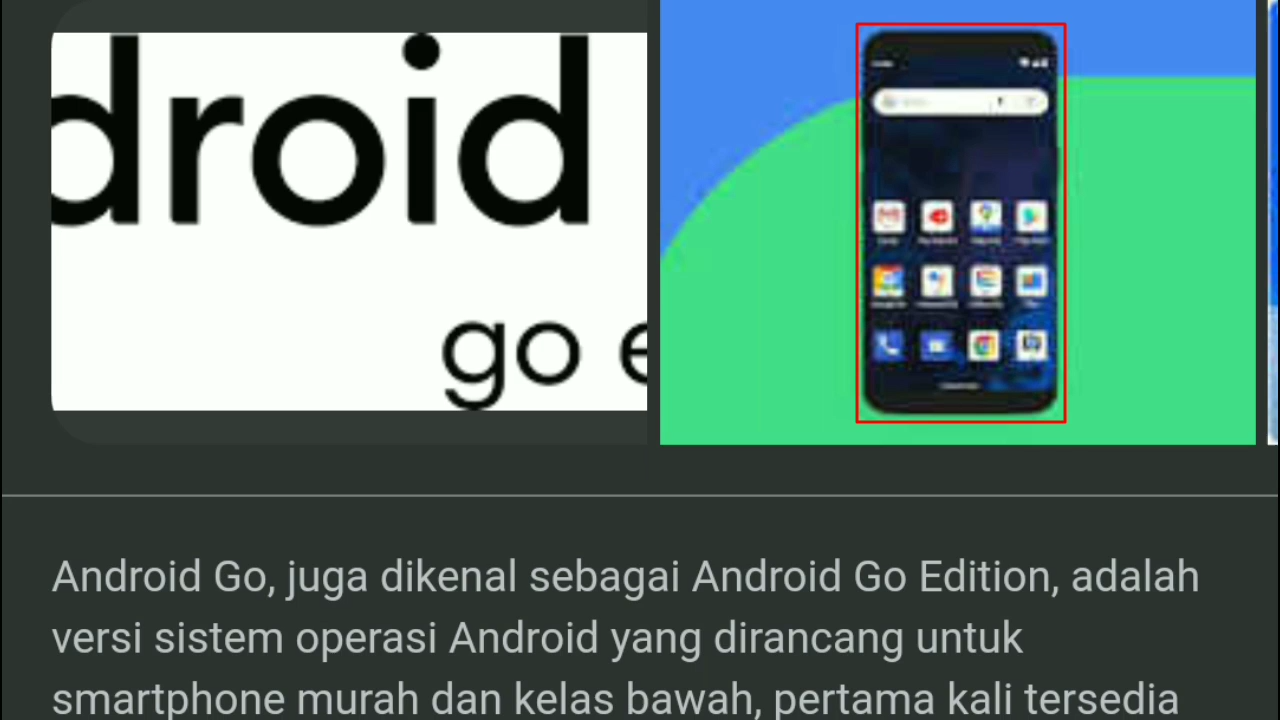 droid
go e
Android Go, juga dikenal sebagai Android Go Edition, adalah
versi sistem operasi Android yang dirancang untuk
smartphone murah dan kelas bawah, pertama kali tersedia